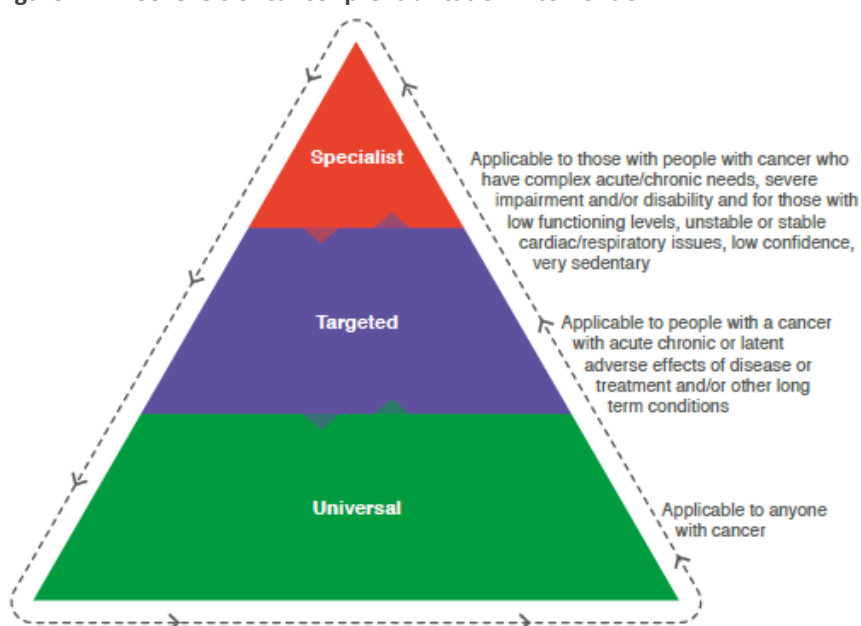 Specialist
Applicable to those with people with cancer who
have complex acute/chronic needs, severe
impairment and/or disability and for those with
low functioning levels, unstable or stable
cardiac/respiratory issues, low confidence,
very sedentary
Targeted
Applicable to people with a cancer
with acute chronic or latent
adverse effects of disease or
treatment and/or other long
term conditions
Universal
Applicable to anyone
with cancer